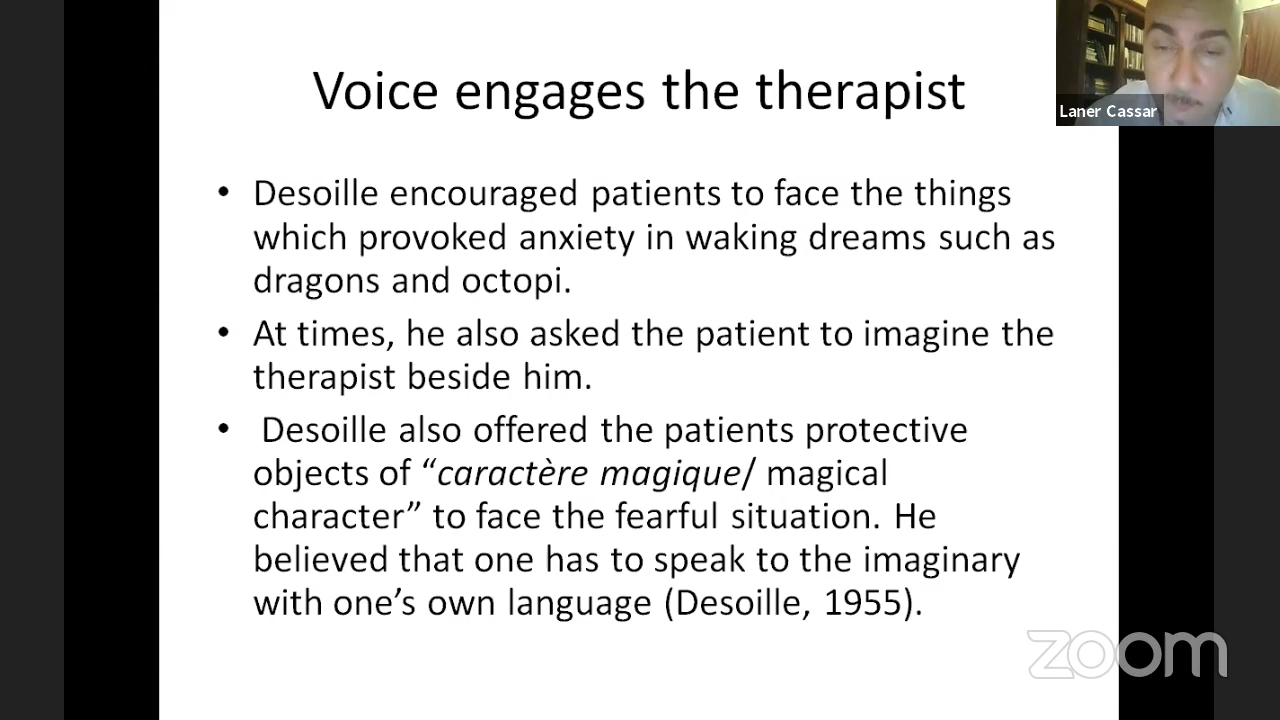 Voice engages the therapist
Laner Cassar
• Desoille encouraged patients to face the things
which provoked anxiety in waking dreams such as
dragons and octopi.
• At times, he also asked the patient to imagine the
therapist beside him.
• Desoille also offered the patients protective
objects of “caractère magique/ magical
character” to face the fearful situation. He
believed that one has to speak to the imaginary
with one’s own language (Desoille, 1955).
zoom